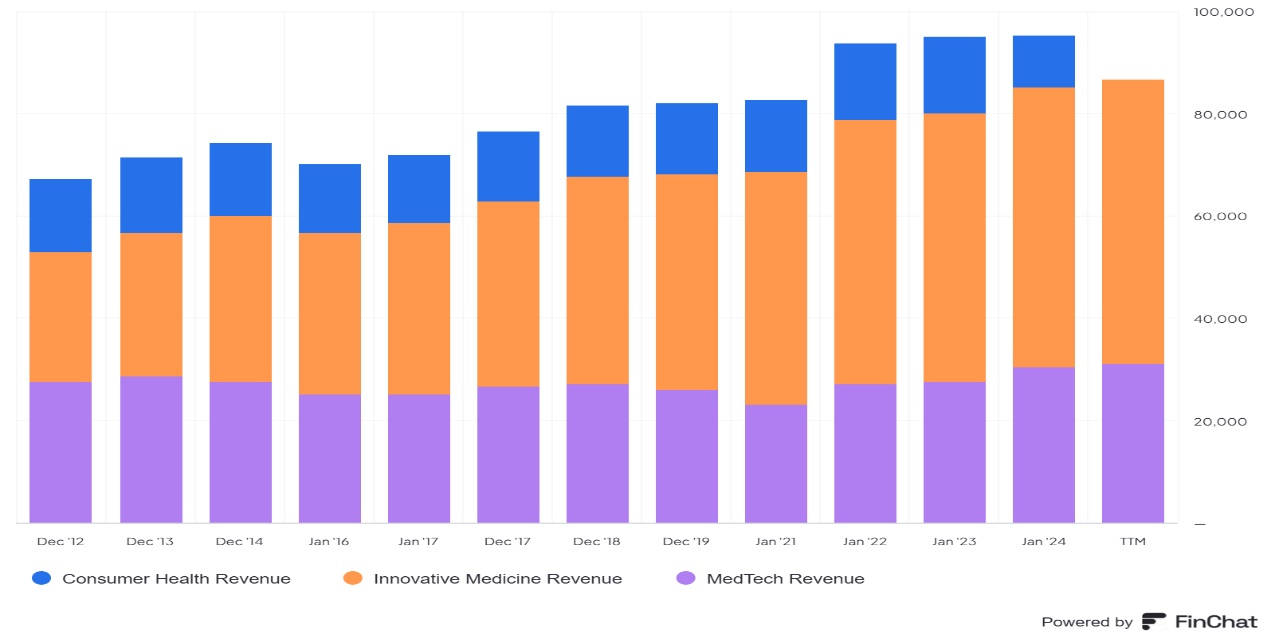 100,000
80,000
60,000
40,000
20,000
—
Dec '12 Dec '13 Dec '14 Jan '16 Jan '17 Dec '17 Dec '18 Dec '19 Jan '21 Jan '22 Jan '23 Jan '24 TTM
Consumer Health Revenue Innovative Medicine Revenue MedTech Revenue
Powered by FinChat